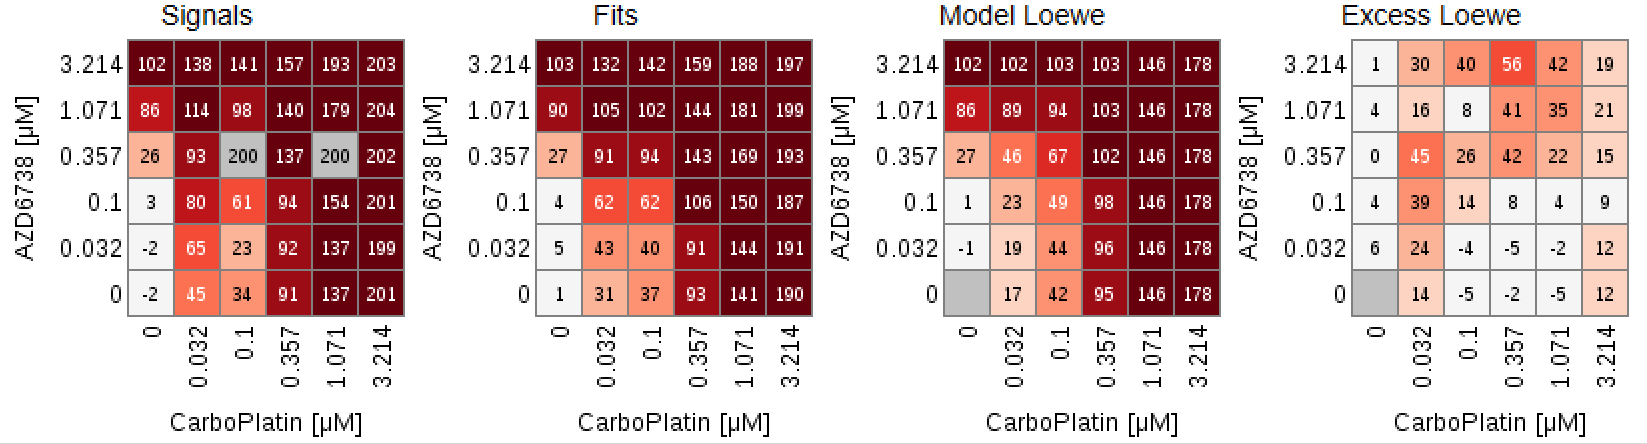 Signals Fits Model Loewe Excess Loewe
3.214 102 138 141 157 193 203 3.214 103 132 142 159 188 197 3.214 102 102 103 103 146 178 3.214 1 30 40 56 42 19
1.071 86 114 98 140 179 204 1.071 90 105 102 144 181 199 1.071 86 89 94 103 146 178 1.071 4 16 8 41 35 21
0.357 26 93 200 137 200 202 0.357 27 91 94 143 169 193 0.357 27 46 67 102 146 178 0.357 0 45 26 42 22 15
0.1 3 80 61 94 154 201 0.1 4 62 62 106 150 187 0.1 1 23 49 98 146 178 0.1 4 39 14 8 4 9
0.032 -2 65 23 92 137 199 0.032 5 43 40 91 144 191 0.032 -1 19 44 96 146 178 0.032 6 24 -4 -5 -2 12
0 -2 45 34 91 137 201 0 1 31 37 93 141 190 0 17 42 95 146 178 0 14 -5 -2 -5 12
AZD6738 [µM] AZD6738 [µM] AZD6738 [µM] AZD6738 [µM]
0 0.032 0.1 0.357 1.071 3.214 0 0.032 0.1 0.357 1.071 3.214 0 0.032 0.1 0.357 1.071 3.214 0 0.032 0.1 0.357 1.071 3.214
CarboPlatin [µM] CarboPlatin [µM] CarboPlatin [µM] CarboPlatin [µM]